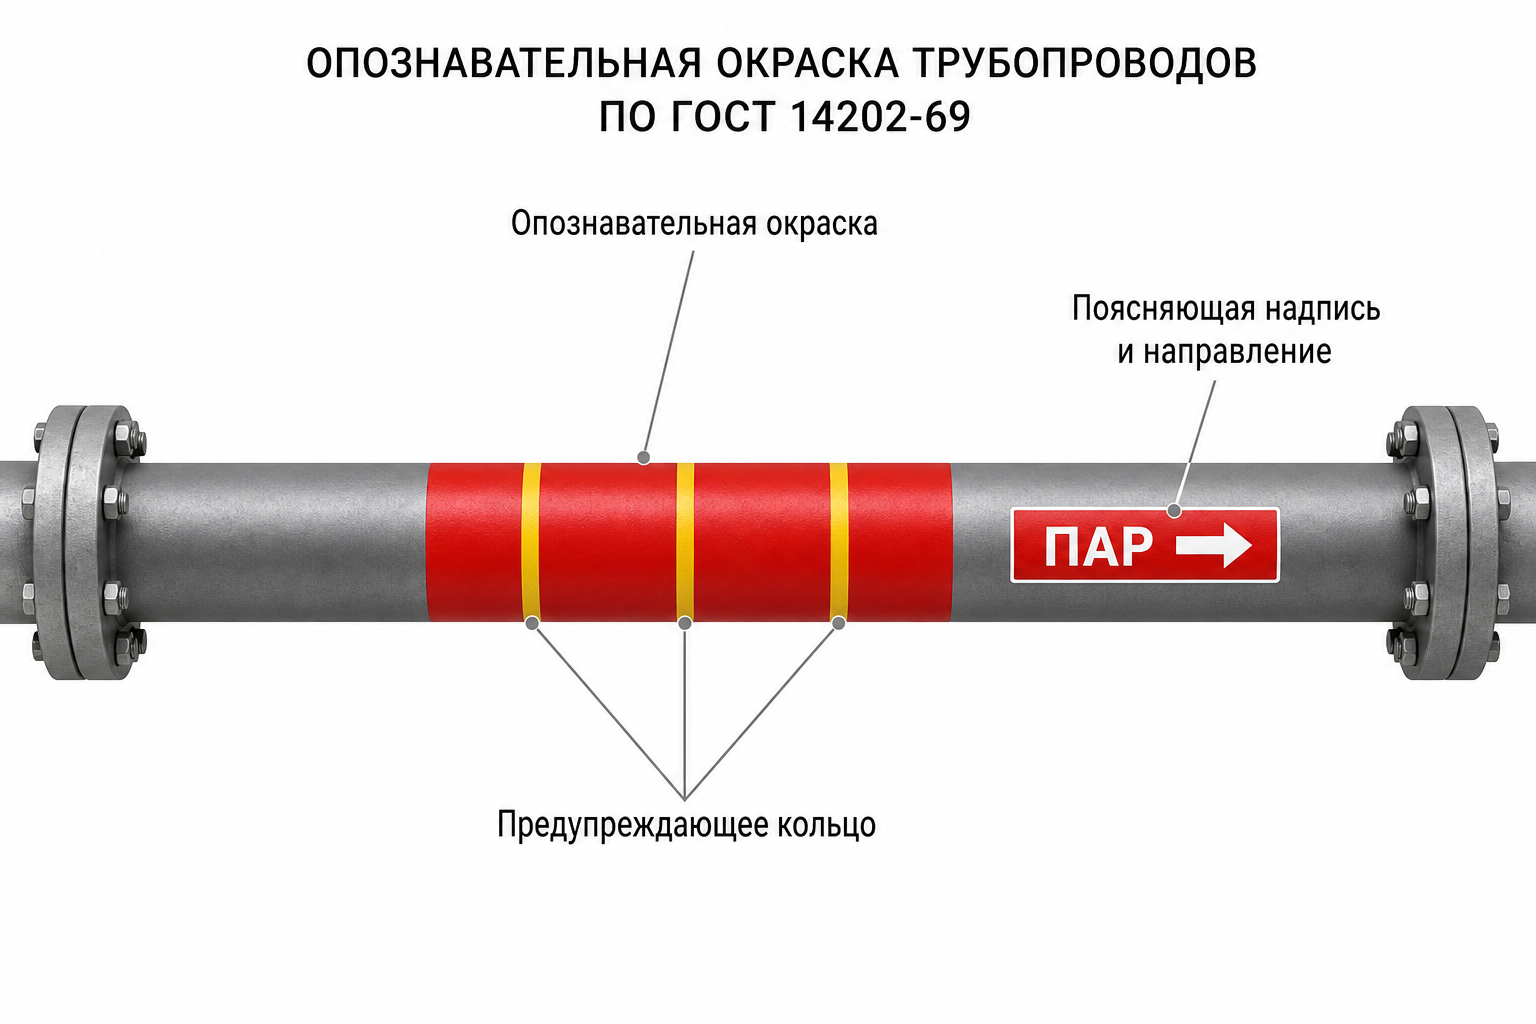 ОПОЗНАВАТЕЛЬНАЯ ОКРАСКА ТРУБОПРОВОДОВ
ПО ГОСТ 14202-69
Опознавательная окраска
Поясняющая надпись
и направление
ПАР
Предупреждающее кольцо